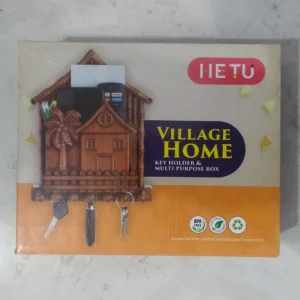 HETU
VILLAGE
HOME
KEY HOLDER &
MULTI PURPOSE BOX